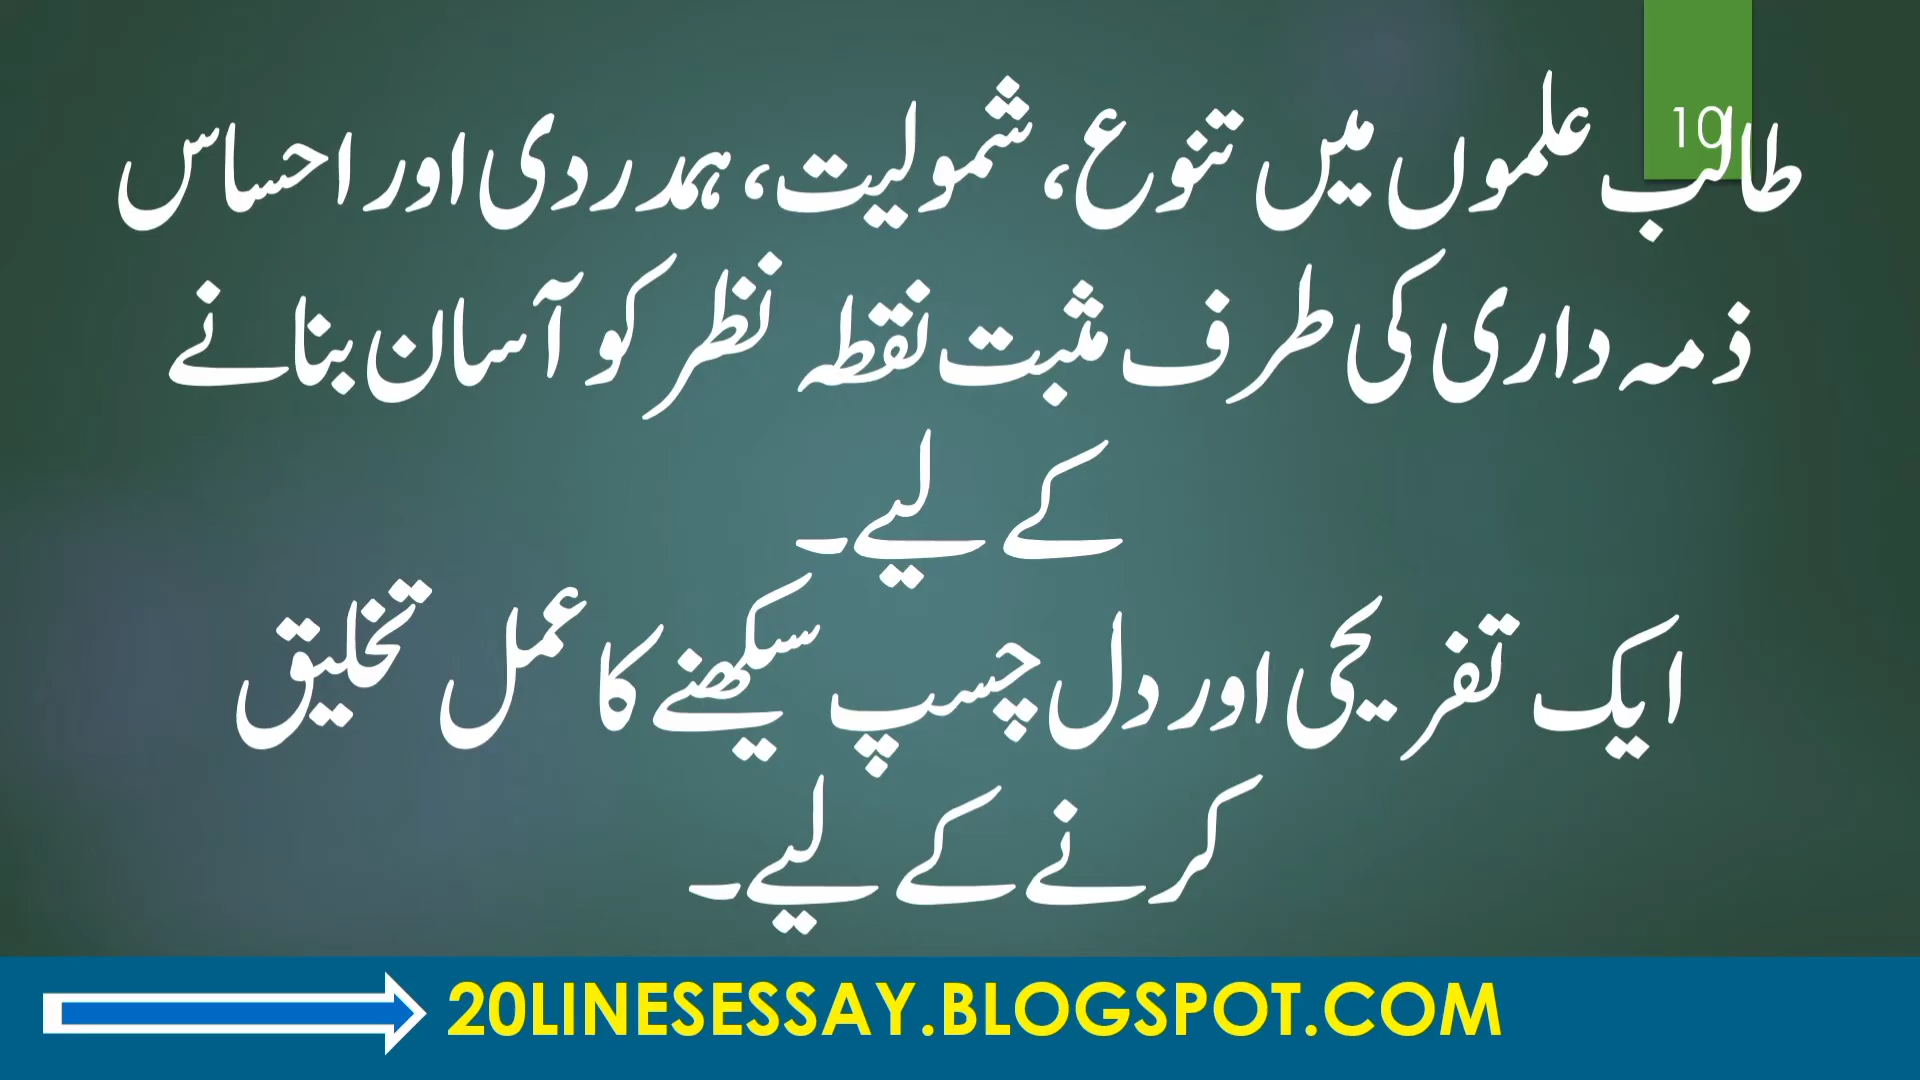 10
طالب علموں میں تنوع، شمولیت، ہمدردی اور احساس
ذمہ داری کی طرف مثبت نقطہ نظر کو آسان بنانے
کے لیے۔
ایک تفریحی اور دل چسپ سیکھنے کا عمل تخلیق
کرنے کے لیے۔
20LINESESSAY.BLOGSPOT.COM